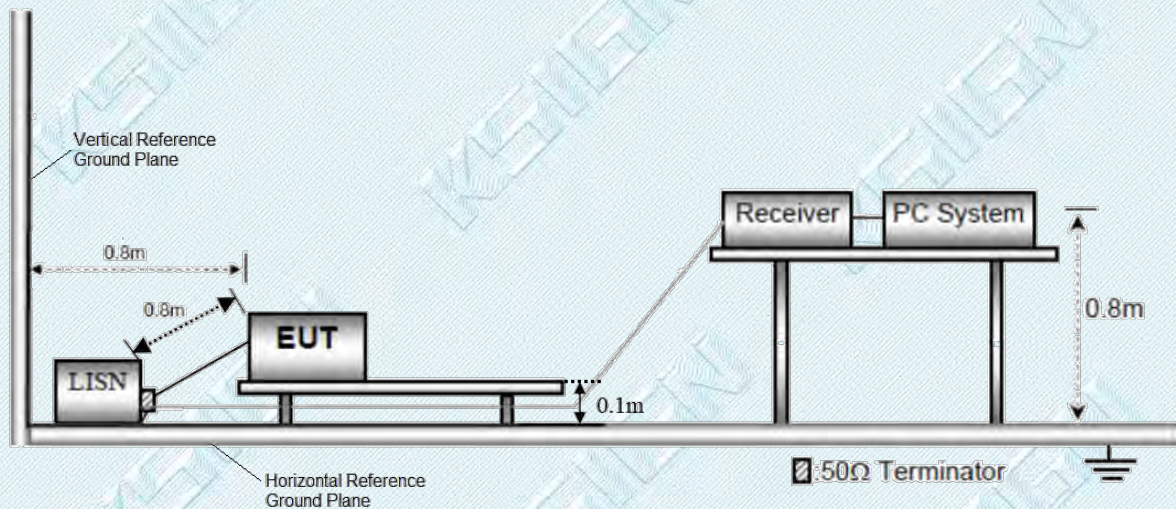 KSIGN
Vertical Reference
Ground Plane
Receiver
PC System
0.8m
0.8m
0.8m
EUT
LISN
0.1m
Horizontal Reference
Ground Plane
:50Ω Terminator